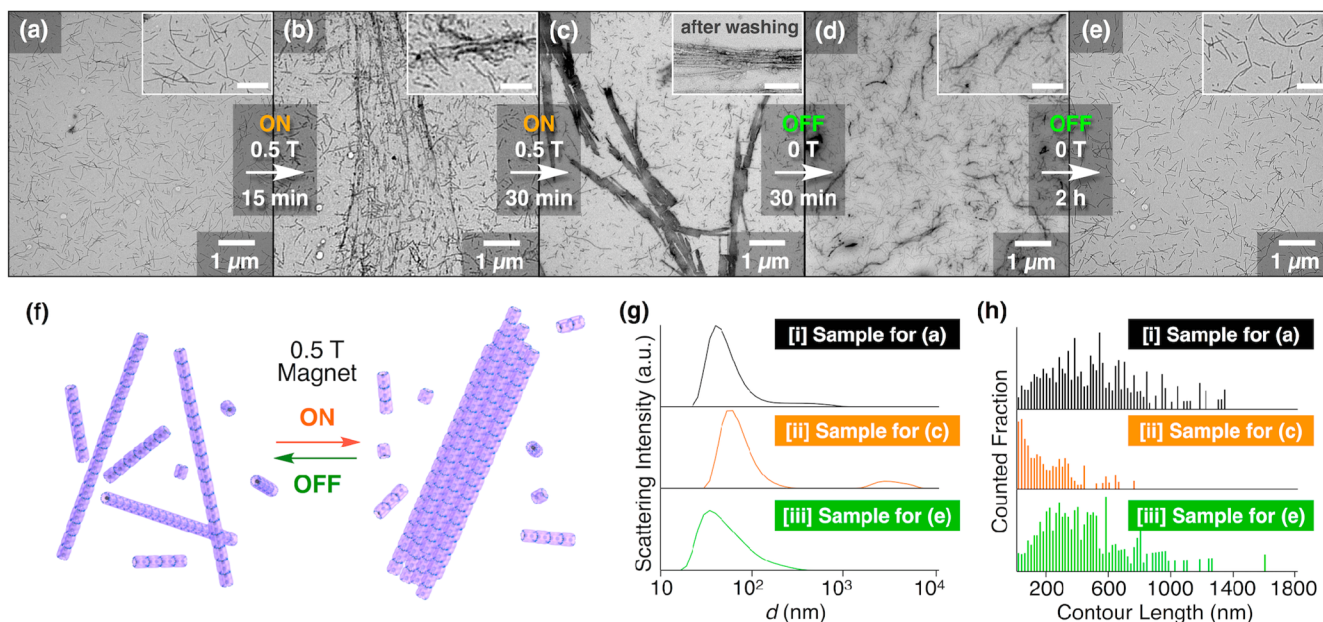 (a)
(b)
(c)
after washing
(d)
(e)
ON
0.5 T
15 min
ON
0.5 T
30 min
OFF
0 T
30 min
OFF
0 T
2 h
1 μm
1 μm
1 μm
1 μm
1 μm
(f)
0.5 T
Magnet
ON
OFF
(g)
Scattering Intensity (a.u.)
[i] Sample for (a)
[ii] Sample for (c)
[iii] Sample for (e)
10
10²
10³
10⁴
d (nm)
(h)
Counted Fraction
[i] Sample for (a)
[ii] Sample for (c)
[iii] Sample for (e)
200
600
1000
1400
1800
Contour Length (nm)